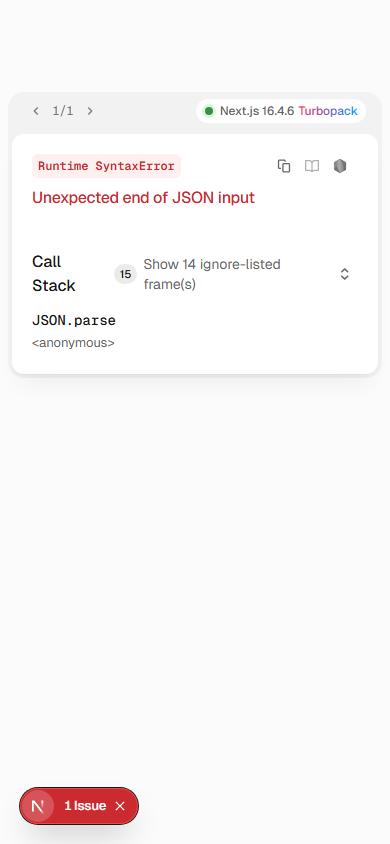 1/1
Next.js 16.4.6 Turbopack
Runtime SyntaxError
Unexpected end of JSON input
Call
Stack
15
Show 14 ignore-listed
frame(s)
JSON.parse
<anonymous>
N
1 Issue